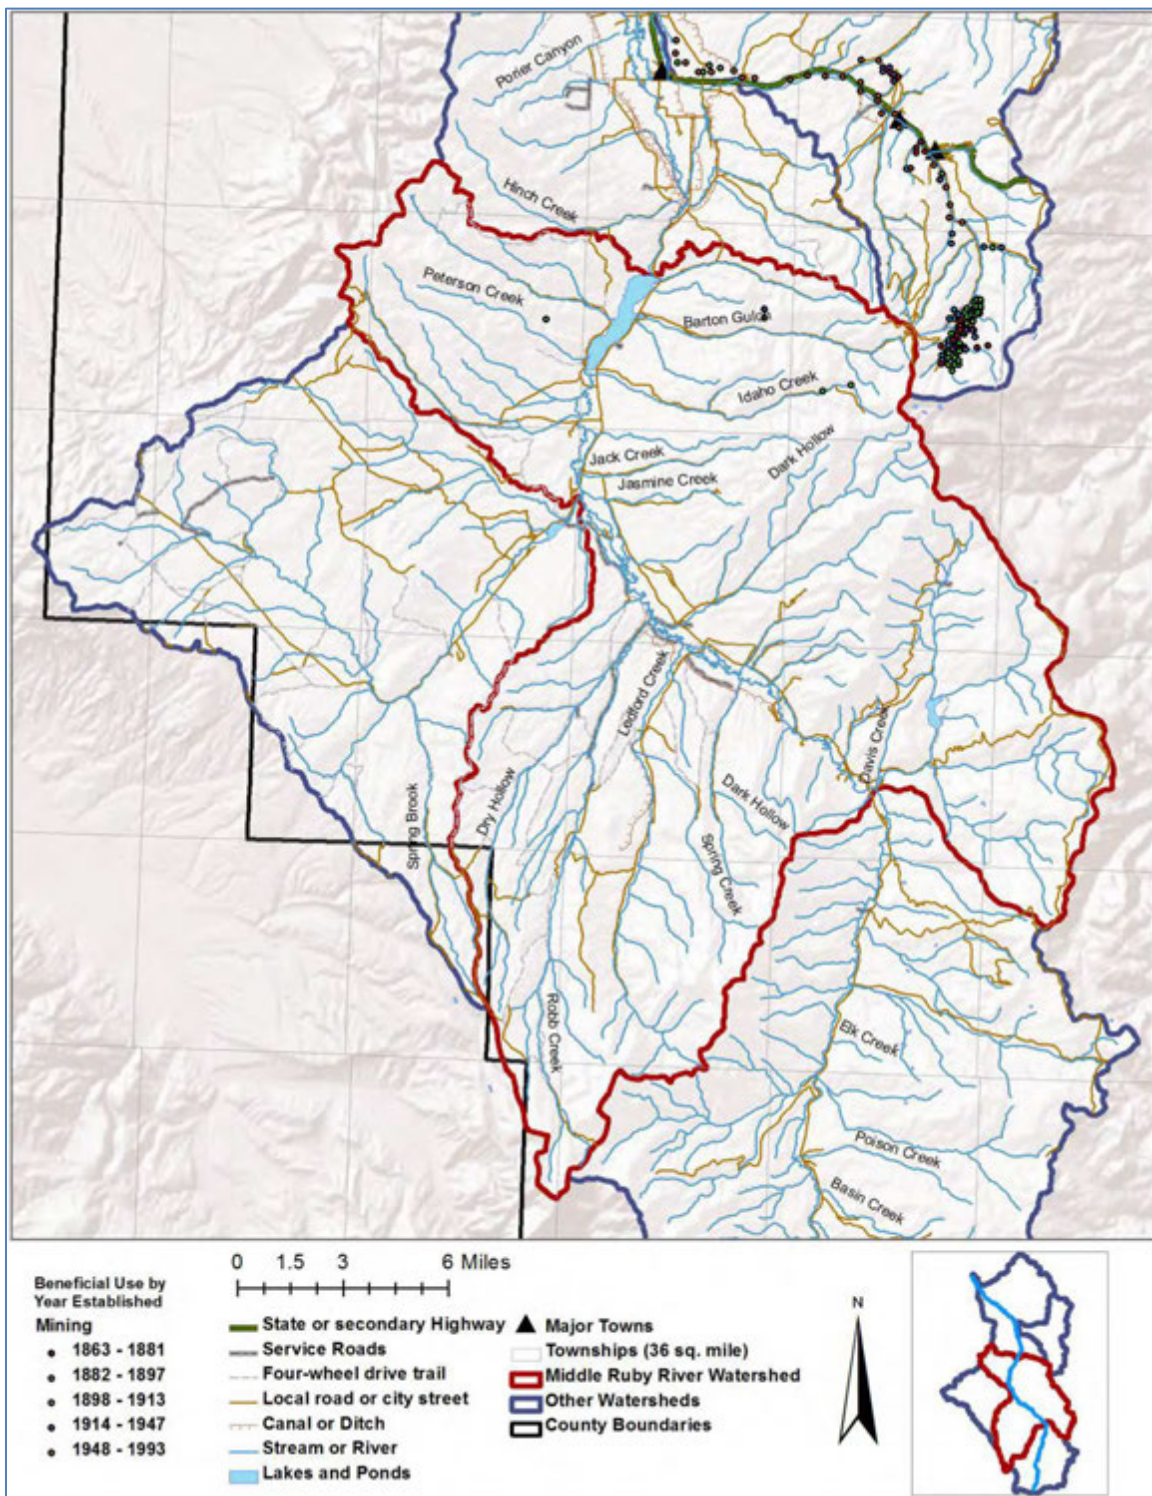 Porier Canyon
Hinch Creek
Peterson Creek
Barton Gulch
Idaho Creek
Jack Creek
Dark Hollow
Jasmine Creek
Ledford Creek
Davis Creek
Dry Hollow
Dark Hollow
Spring Brook
Spring Creek
Robb Creek
Elk Creek
Poison Creek
Basin Creek
0 1.5 3 6 Miles
Beneficial Use by
Year Established
Mining
1863 - 1881
1882 - 1897
1898 - 1913
1914 - 1947
1948 - 1993
State or secondary Highway
Service Roads
Four-wheel drive trail
Local road or city street
Canal or Ditch
Stream or River
Lakes and Ponds
Major Towns
Townships (36 sq. mile)
Middle Ruby River Watershed
Other Watersheds
County Boundaries
N